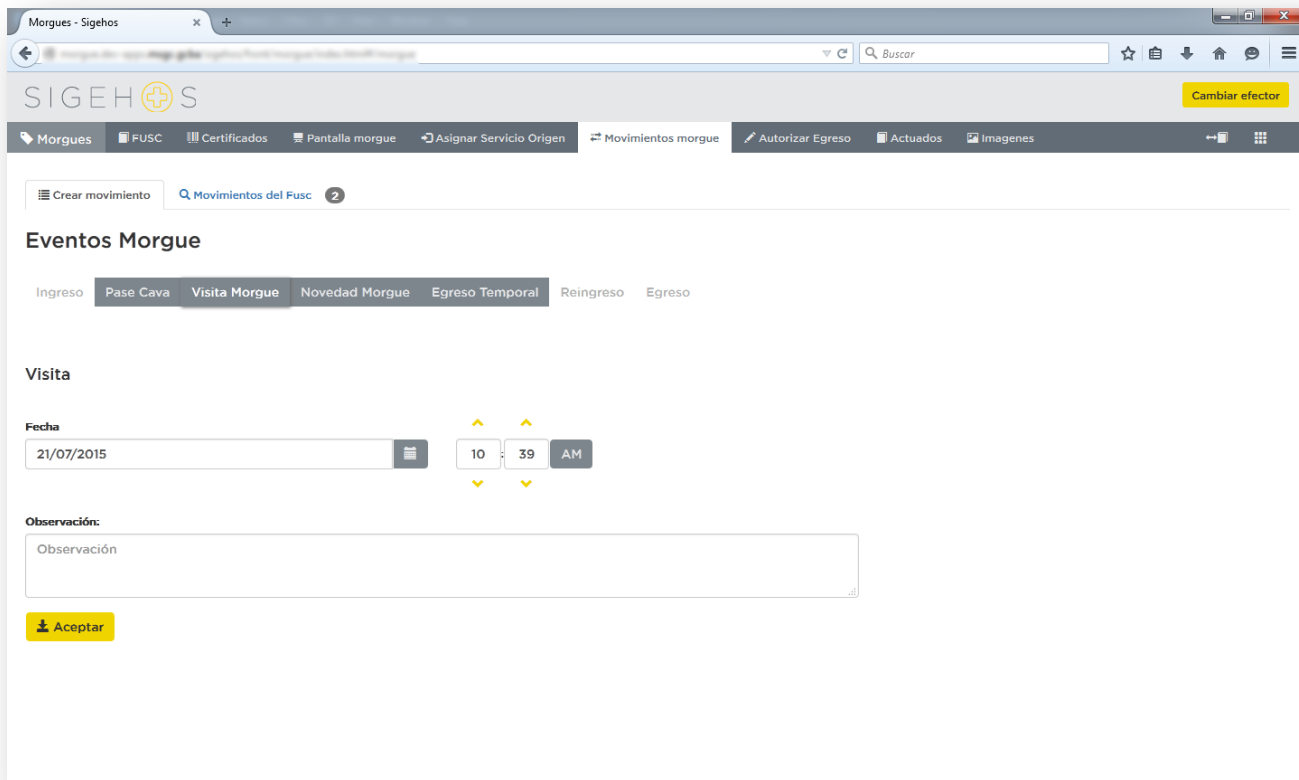 Morgues - Sigehos
Buscar
SIGEHOS
Cambiar efector
Morgues FUSC Certificados Pantalla morgue Asignar Servicio Origen Movimientos morgue Autorizar Egreso Actuados Imagenes
Crear movimiento Movimientos del Fusc 2
Eventos Morgue
Ingreso Pase Cava Visita Morgue Novedad Morgue Egreso Temporal Reingreso Egreso
Visita
Fecha
21/07/2015 10 : 39 AM
Observación:
Observación
Aceptar